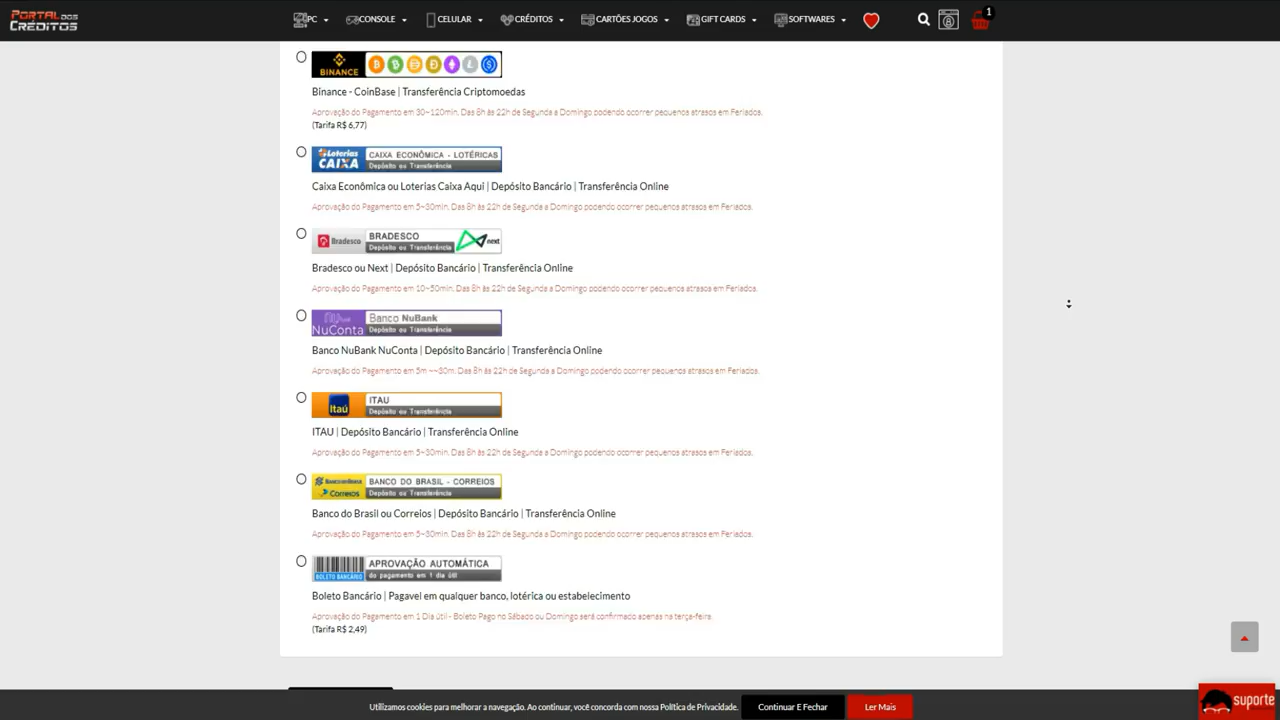 PORTAL DOS CRÉDITOS
PC
CONSOLE
CELULAR
CRÉDITOS
CARTÕES JOGOS
GIFT CARDS
SOFTWARES
1
BINANCE
Binance - CoinBase | Transferência Criptomoedas
Aprovação do Pagamento em 30~120min. Das 8h às 22h de Segunda a Domingo podendo ocorrer pequenos atrasos em Feriados.
(Tarifa R$ 6,77)
Loterias CAIXA
CAIXA ECONÔMICA - LOTÉRICAS
Depósito ou Transferência
Caixa Econômica ou Loterias Caixa Aqui | Depósito Bancário | Transferência Online
Aprovação do Pagamento em 5~30min. Das 8h às 22h de Segunda a Domingo podendo ocorrer pequenos atrasos em Feriados.
Bradesco
BRADESCO
Depósito ou Transferência
next
Bradesco ou Next | Depósito Bancário | Transferência Online
Aprovação do Pagamento em 10~50min. Das 8h às 22h de Segunda a Domingo podendo ocorrer pequenos atrasos em Feriados.
NuConta
Banco NuBank
Depósito ou Transferência
Banco NuBank NuConta | Depósito Bancário | Transferência Online
Aprovação do Pagamento em 5m ~~30m. Das 8h às 22h de Segunda a Domingo podendo ocorrer pequenos atrasos em Feriados.
Itaú
ITAU
Depósito ou Transferência
ITAU | Depósito Bancário | Transferência Online
Aprovação do Pagamento em 5~30min. Das 8h às 22h de Segunda a Domingo podendo ocorrer pequenos atrasos em Feriados.
BANCO DO BRASIL
Correios
BANCO DO BRASIL - CORREIOS
Depósito ou Transferência
Banco do Brasil ou Correios | Depósito Bancário | Transferência Online
Aprovação do Pagamento em 5~30min. Das 8h às 22h de Segunda a Domingo podendo ocorrer pequenos atrasos em Feriados.
BOLETO BANCÁRIO
APROVAÇÃO AUTOMÁTICA
do pagamento em 1 dia útil
Boleto Bancário | Pagavel em qualquer banco, lotérica ou estabelecimento
Aprovação do Pagamento em 1 Dia útil - Boleto Pago no Sábado ou Domingo será confirmado apenas na terça-feira.
(Tarifa R$ 2,49)
Utilizamos cookies para melhorar a navegação. Ao continuar, você concorda com nossa Política de Privacidade.
Continuar E Fechar
Ler Mais
suporte